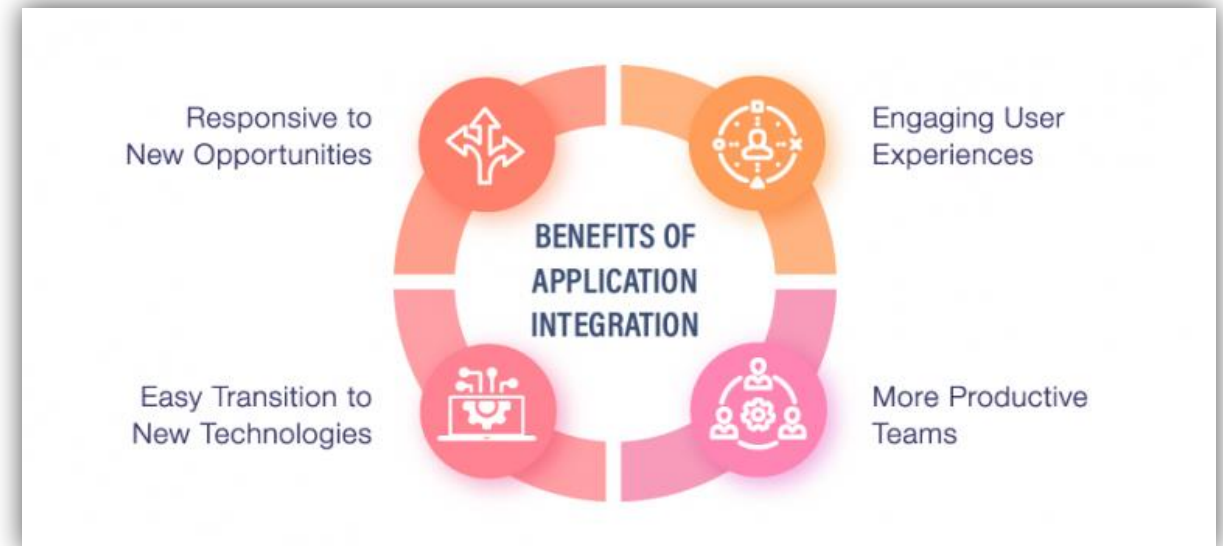 Responsive to
New Opportunities
Engaging User
Experiences
BENEFITS OF
APPLICATION
INTEGRATION
Easy Transition to
New Technologies
More Productive
Teams